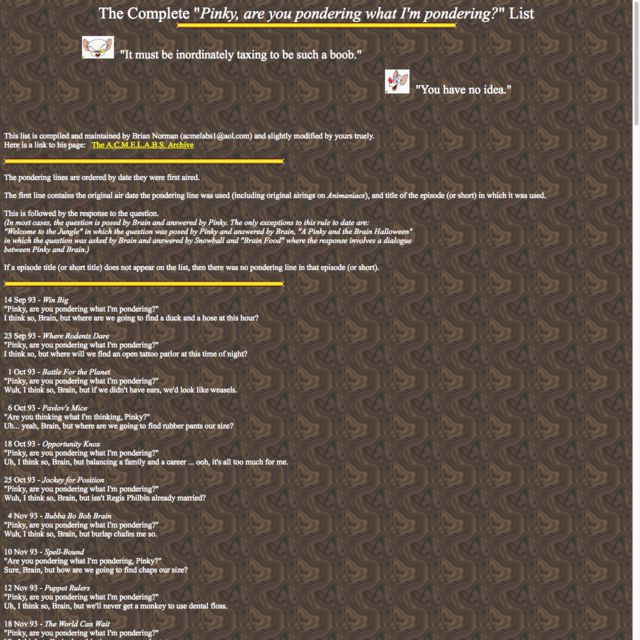 The Complete "Pinky, are you pondering what I'm pondering?" List
"It must be inordinately taxing to be such a boob."
"You have no idea."
This list is compiled and maintained by Brian Norman (acmelabs1@aol.com) and slightly modified by yours truely.
Here is a link to his page: The A.C.M.E.L.A.B.S. Archive
The pondering lines are ordered by date they were first aired.
The first line contains the original air date the pondering line was used (including original airings on Animaniacs), and title of the episode (or short) in which it was used.
This is followed by the response to the question.
(In most cases, the question is posed by Brain and answered by Pinky. The only exceptions to this rule to date are:
"Welcome to the Jungle" in which the question was posed by Pinky and answered by Brain, "A Pinky and the Brain Halloween"
in which the question was asked by Brain and answered by Snowball and "Brain Food" where the response involves a dialogue
between Pinky and Brain.)
If a episode title (or short title) does not appear on the list, then there was no pondering line in that episode (or short).
14 Sep 93 - Win Big
"Pinky, are you pondering what I'm pondering?"
I think so, Brain, but where are we going to find a duck and a hose at this hour?
23 Sep 93 - Where Rodents Dare
"Pinky, are you pondering what I'm pondering?"
I think so, but where will we find an open tattoo parlor at this time of night?
1 Oct 93 - Battle For the Planet
"Pinky, are you pondering what I'm pondering?"
Wuh, I think so, Brain, but if we didn't have ears, we'd look like weasels.
6 Oct 93 - Pavlov's Mice
"Are you thinking what I'm thinking, Pinky?"
Uh... yeah, Brain, but where are we going to find rubber pants our size?
18 Oct 93 - Opportunity Knox
"Pinky, are you pondering what I'm pondering?"
Uh, I think so, Brain, but balancing a family and a career ... ooh, it's all too much for me.
25 Oct 93 - Jockey for Position
"Pinky, are you pondering what I'm pondering?"
Wuh, I think so, Brain, but isn't Regis Philbin already married?
4 Nov 93 - Bubba Bo Bob Brain
"Pinky, are you pondering what I'm pondering?"
Wuh, I think so, Brain, but burlap chafes me so.
10 Nov 93 - Spell-Bound
"Are you pondering what I'm pondering, Pinky?"
Sure, Brain, but how are we going to find chaps our size?
12 Nov 93 - Puppet Rulers
"Pinky, are you pondering what I'm pondering?"
Uh, I think so, Brain, but we'll never get a monkey to use dental floss.
18 Nov 93 - The World Can Wait
"Pinky, are you pondering what I'm pondering?"